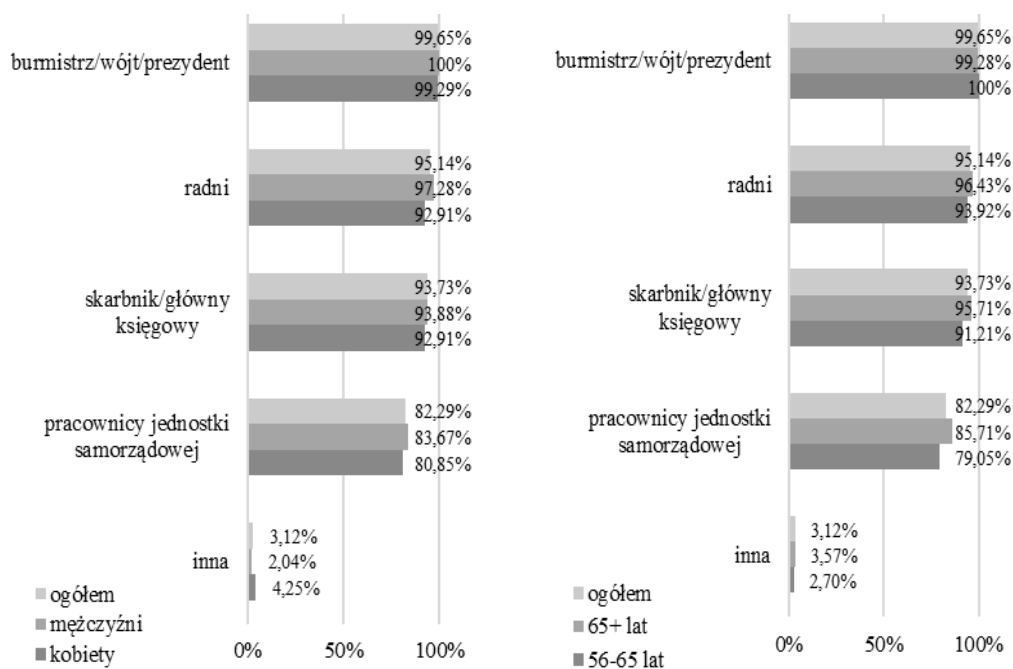 99,65%
burmistrz/wójt/prezydent 100%
99,29%
95,14%
radni 97,28%
92,91%
skarbnik/główny 93,73%
księgowy 93,88%
92,91%
pracownicy jednostki 82,29%
samorządowej 83,67%
80,85%
3,12%
inna 2,04%
4,25%
ogółem
mężczyźni
kobiety
0% 50% 100%
99,65%
burmistrz/wójt/prezydent 99,28%
100%
95,14%
radni 96,43%
93,92%
skarbnik/główny 93,73%
księgowy 95,71%
91,21%
pracownicy jednostki 82,29%
samorządowej 85,71%
79,05%
3,12%
inna 3,57%
2,70%
ogółem
65+ lat
56-65 lat
0% 50% 100%